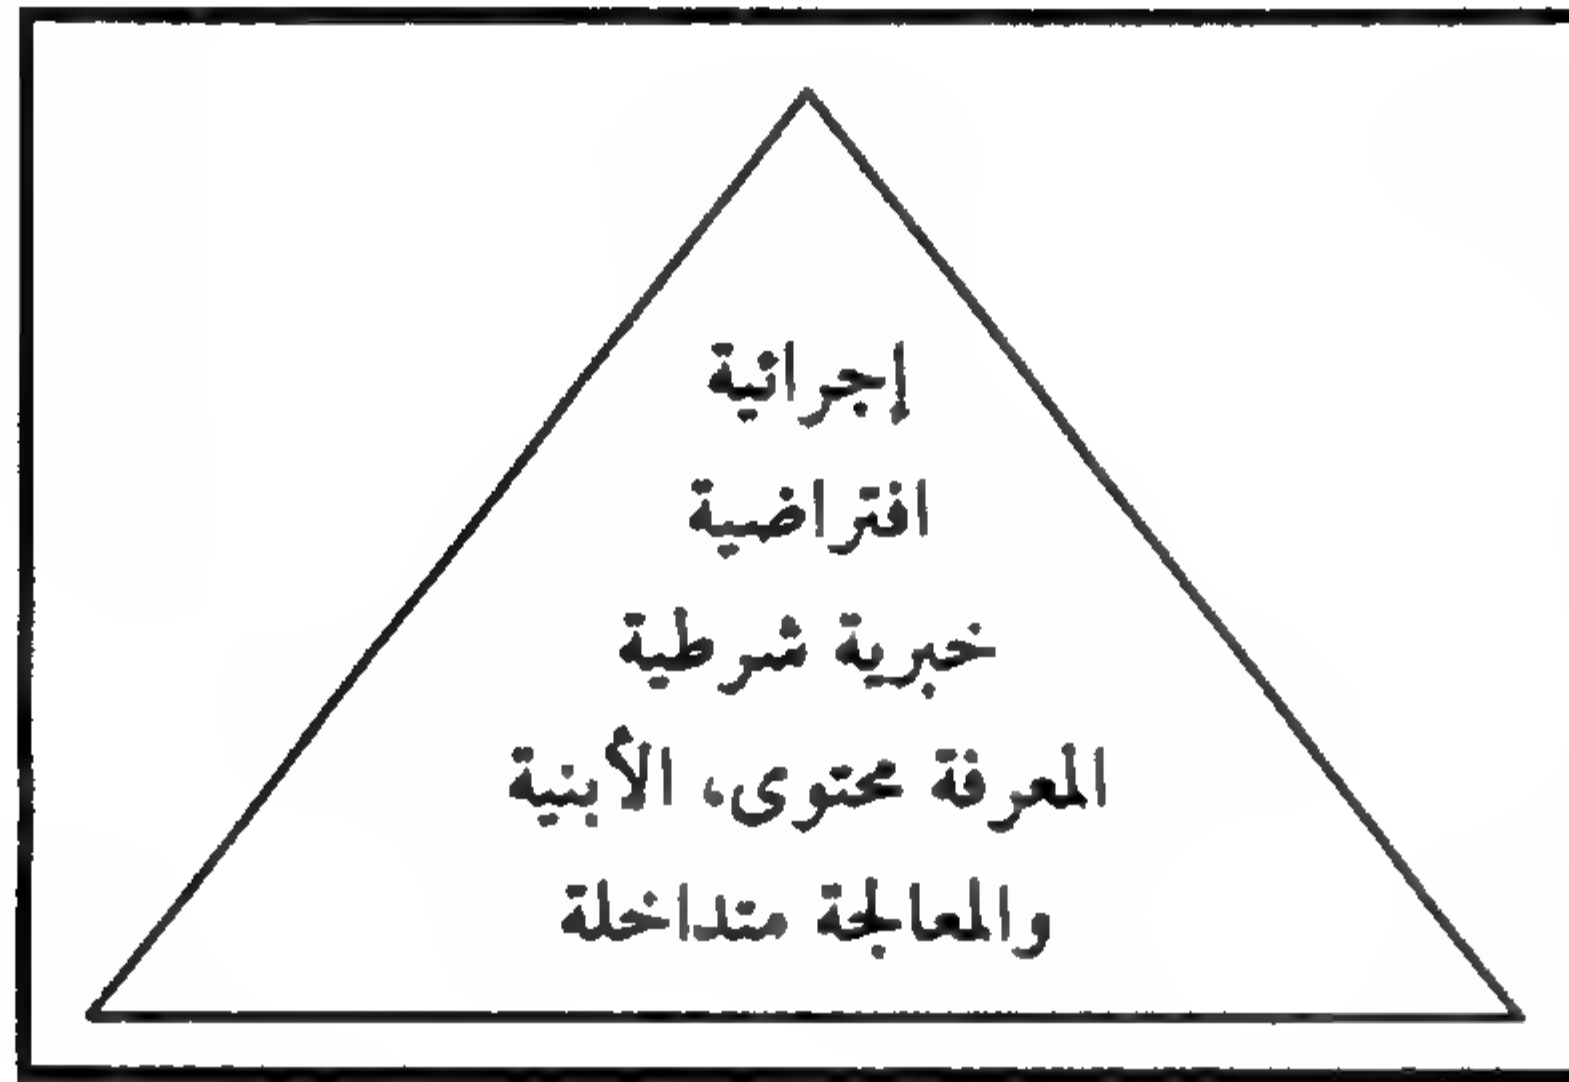 إجرائية
افتراضية
خبرية شرطية
المعرفة محتوى، الأبنية
والمعالجة متداخلة